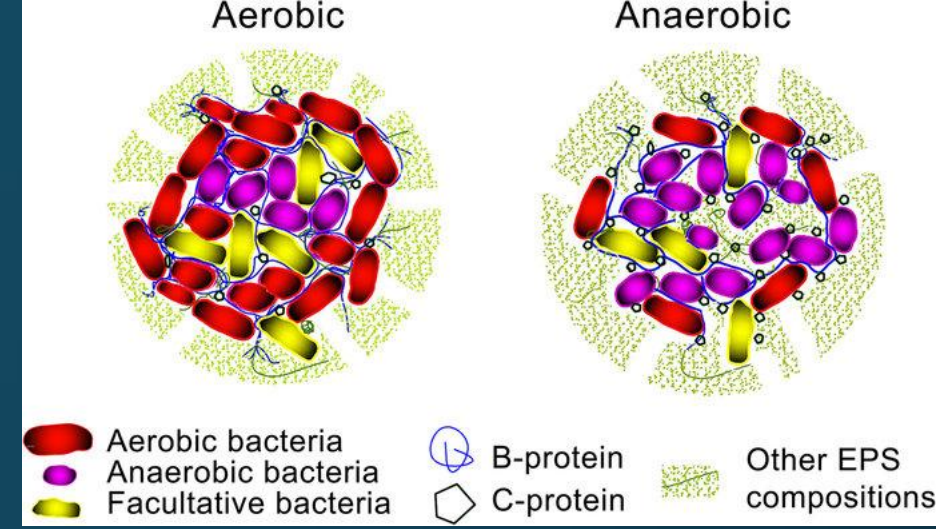 Aerobic
Anaerobic
Aerobic bacteria
Anaerobic bacteria
Facultative bacteria
B-protein
C-protein
Other EPS
compositions